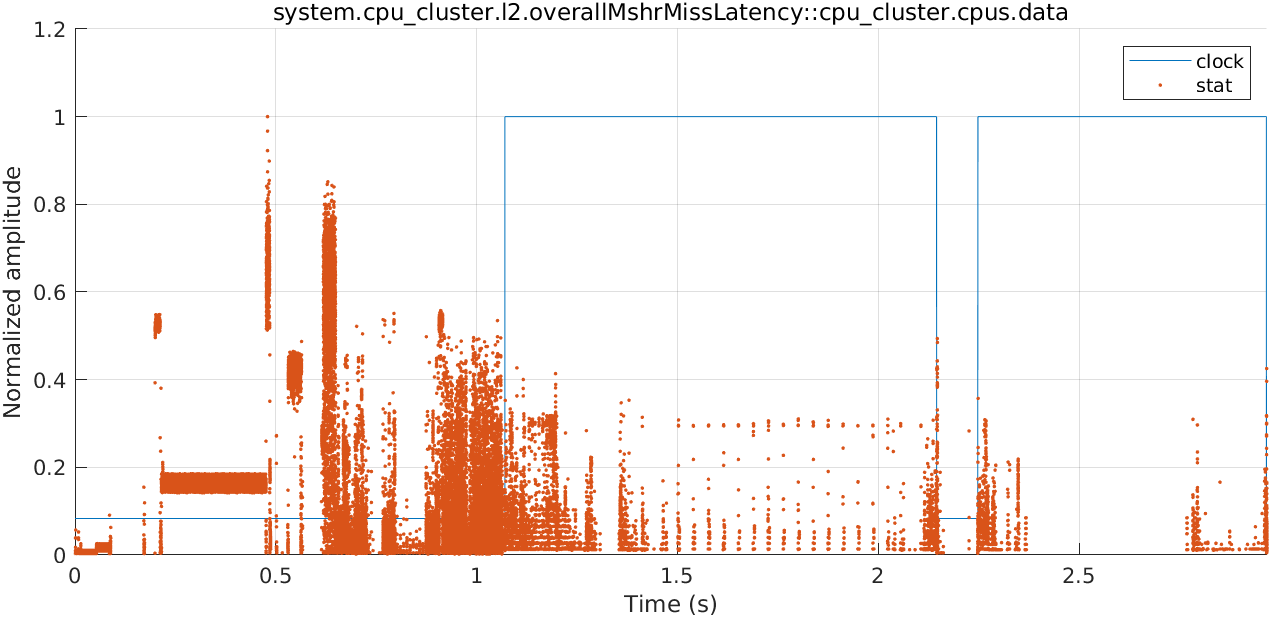 system.cpu_cluster.l2.overallMshrMissLatency::cpu_cluster.cpus.data
1.2
1
0.8
0.6
0.4
0.2
0
Normalized amplitude
clock
stat
0
0.5
1
1.5
2
2.5
Time (s)